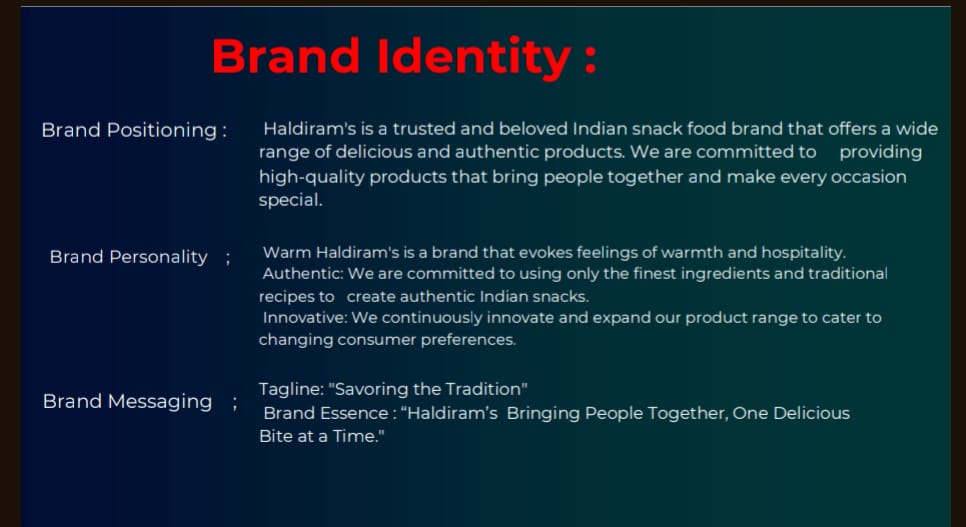 Brand Identity :
Brand Positioning :
Haldiram's is a trusted and beloved Indian snack food brand that offers a wide
range of delicious and authentic products. We are committed to providing
high-quality products that bring people together and make every occasion
special.
Brand Personality ;
Warm Haldiram's is a brand that evokes feelings of warmth and hospitality.
Authentic: We are committed to using only the finest ingredients and traditional
recipes to create authentic Indian snacks.
Innovative: We continuously innovate and expand our product range to cater to
changing consumer preferences.
Brand Messaging ;
Tagline: "Savoring the Tradition"
Brand Essence : “Haldiram’s Bringing People Together, One Delicious
Bite at a Time."